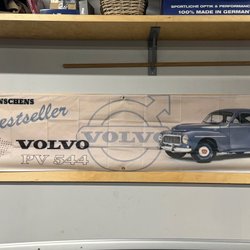 SPORTLICHE OPTIK & PERFORMANCE
100% MADE IN GERMANY
NSCHENS
estseller
VOLVO
VOLVO
PV 544